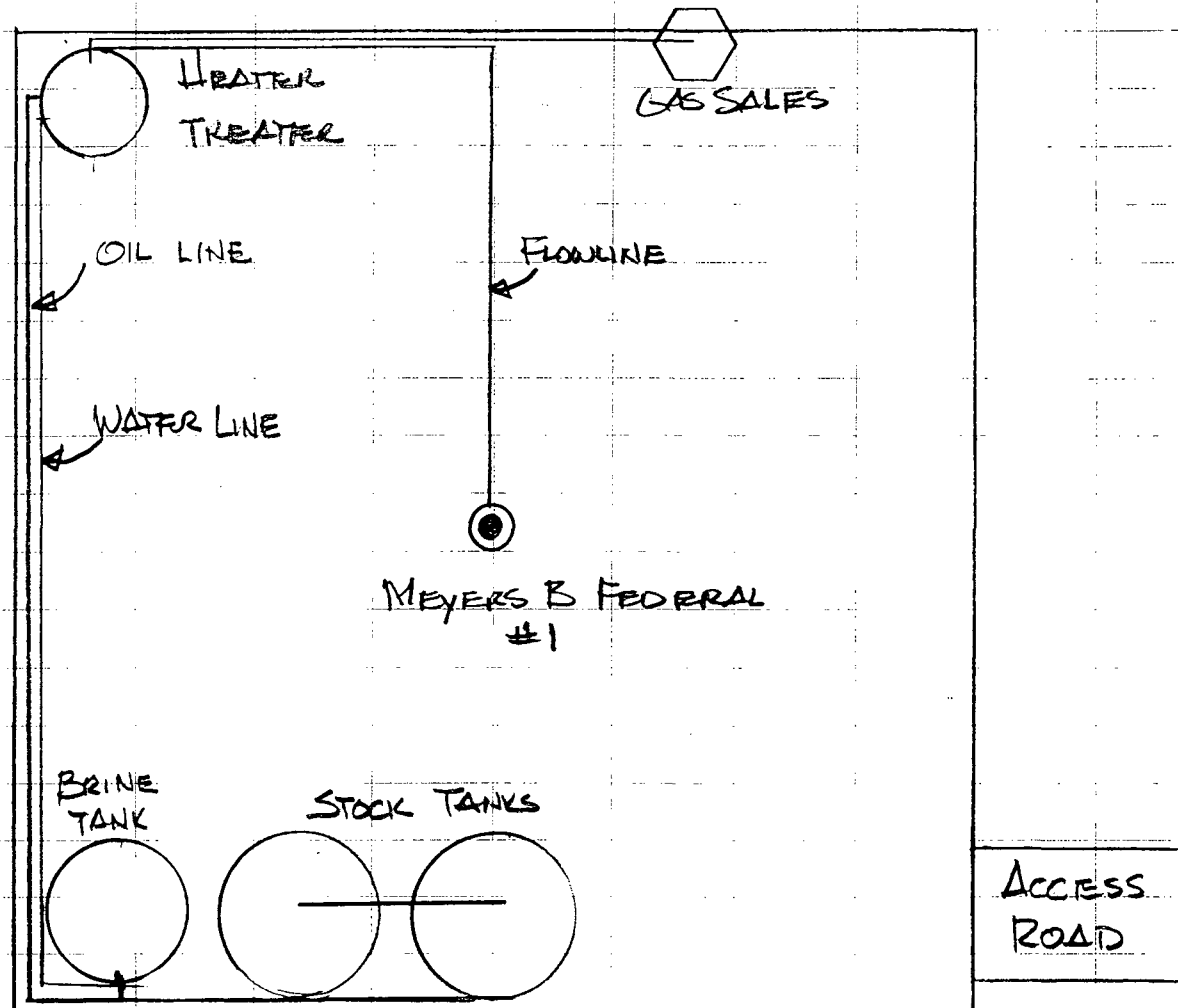 HEATER
TREATER
GAS SALES
OIL LINE
FLOWLINE
WATER LINE
MEYERS B FEDERAL
#1
BRINE
TANK
STOCK TANKS
ACCESS
ROAD